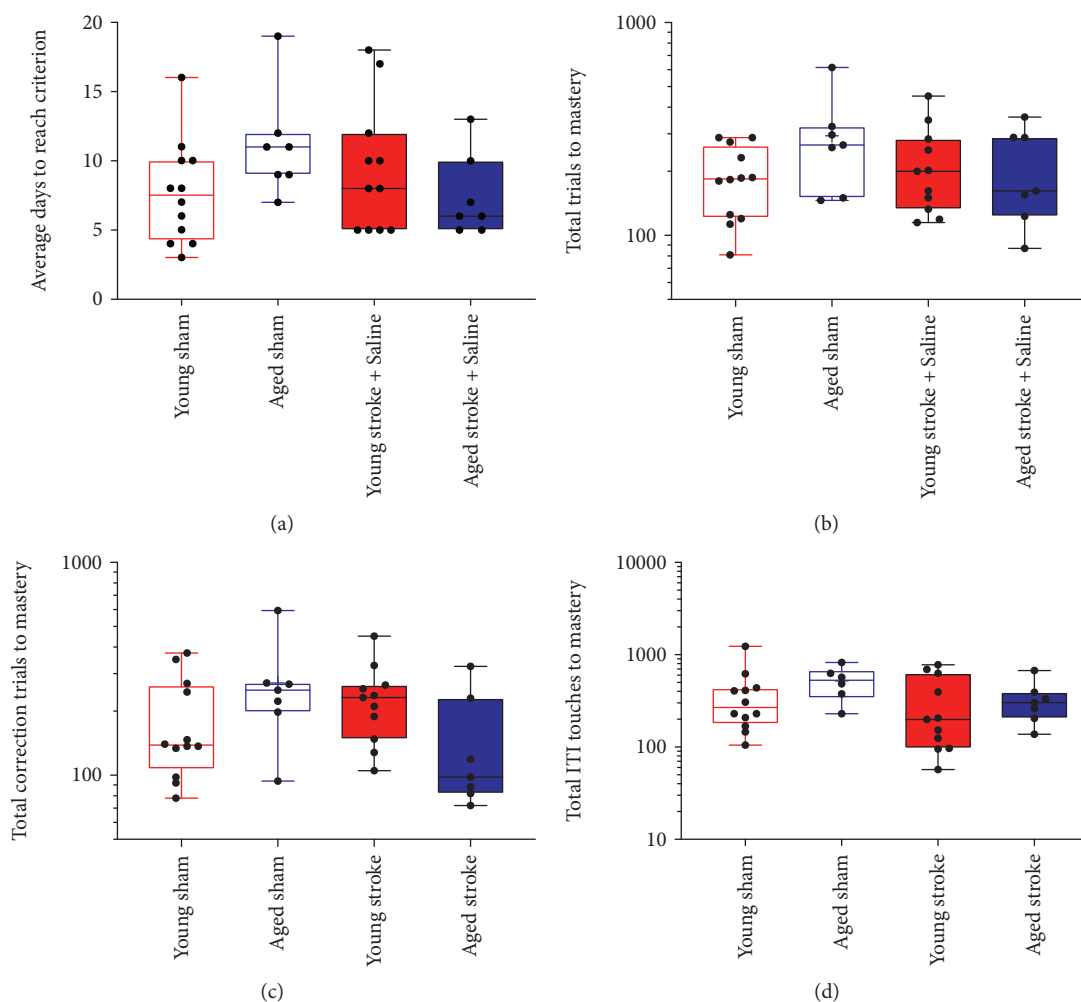 Average days to reach criterion
20
15
10
5
0
Young sham
Aged sham
Young stroke + Saline
Aged stroke + Saline
(a)
Total trials to mastery
1000
100
Young sham
Aged sham
Young stroke + Saline
Aged stroke + Saline
(b)
Total correction trials to mastery
1000
100
Young sham
Aged sham
Young stroke
Aged stroke
(c)
Total ITI touches to mastery
10000
1000
100
10
Young sham
Aged sham
Young stroke
Aged stroke
(d)